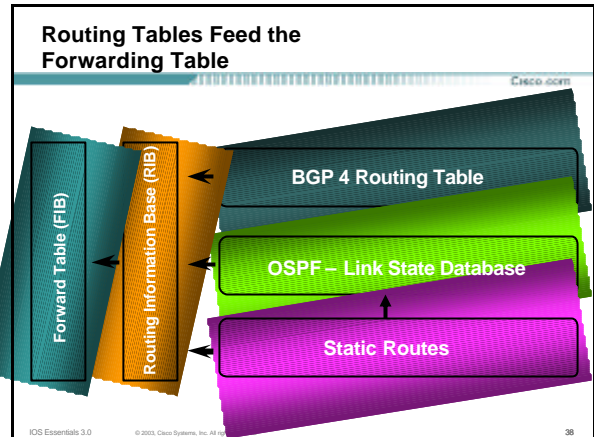 Routing Tables Feed the
Forwarding Table
Cisco.com
Forward Table (FIB)
Routing Information Base (RIB)
BGP 4 Routing Table
OSPF – Link State Database
Static Routes
IOS Essentials 3.0
© 2003, Cisco Systems, Inc. All
38